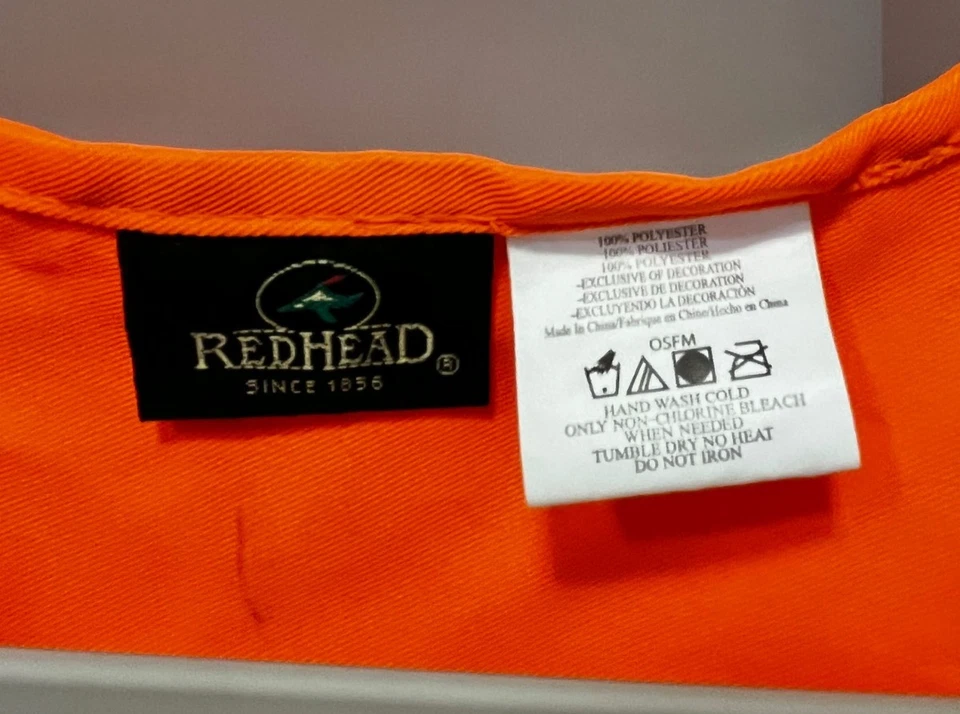 REDHEAD®
SINCE 1856
100% POLYESTER
100% POLIESTER
100% POLYESTER
-EXCLUSIVE OF DECORATION
-EXCLUSIVE DE DECORATION
-EXCLUYENDO LA DECORACIÓN
Made In China/Fabrique en Chine/Hecho en China
OSFM
HAND WASH COLD
ONLY NON-CHLORINE BLEACH
WHEN NEEDED
TUMBLE DRY NO HEAT
DO NOT IRON